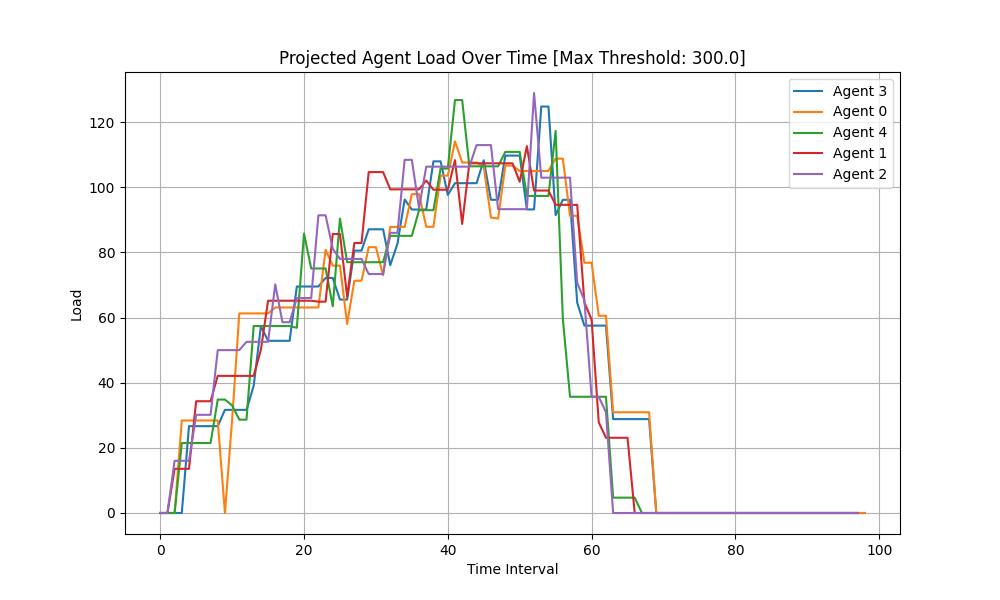 Projected Agent Load Over Time [Max Threshold: 300.0]
Agent 3
Agent 0
Agent 4
Agent 1
Agent 2
120
100
80
60
40
20
0
Load
0 20 40 60 80 100
Time Interval